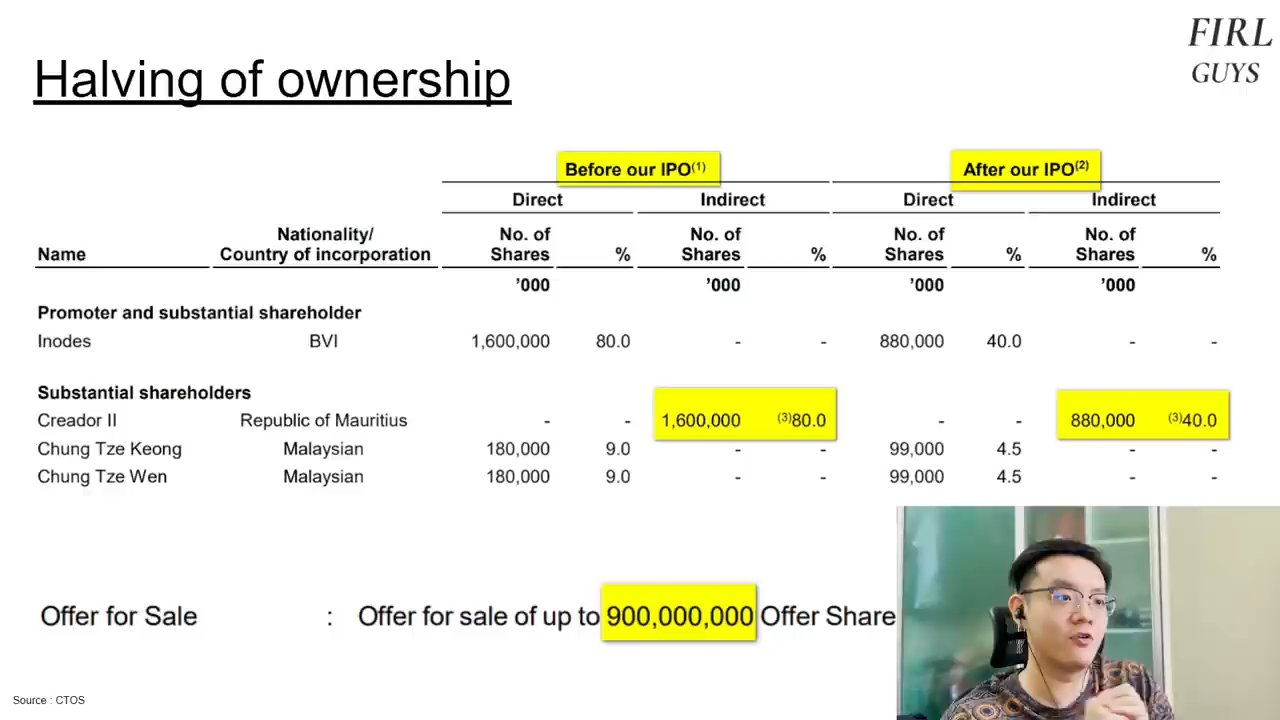 FIRL
GUYS
Halving of ownership
Before our IPO(1) After our IPO(2)
Direct Indirect Direct Indirect
Name Nationality/ Country of incorporation No. of Shares % No. of Shares % No. of Shares % No. of Shares %
’000 ’000 ’000 ’000
Promoter and substantial shareholder
Inodes BVI 1,600,000 80.0 - - 880,000 40.0 - -
Substantial shareholders
Creador II Republic of Mauritius - - 1,600,000 (3)80.0 - - 880,000 (3)40.0
Chung Tze Keong Malaysian 180,000 9.0 - - 99,000 4.5 - -
Chung Tze Wen Malaysian 180,000 9.0 - - 99,000 4.5 - -
Offer for Sale : Offer for sale of up to 900,000,000 Offer Share
Source : CTOS